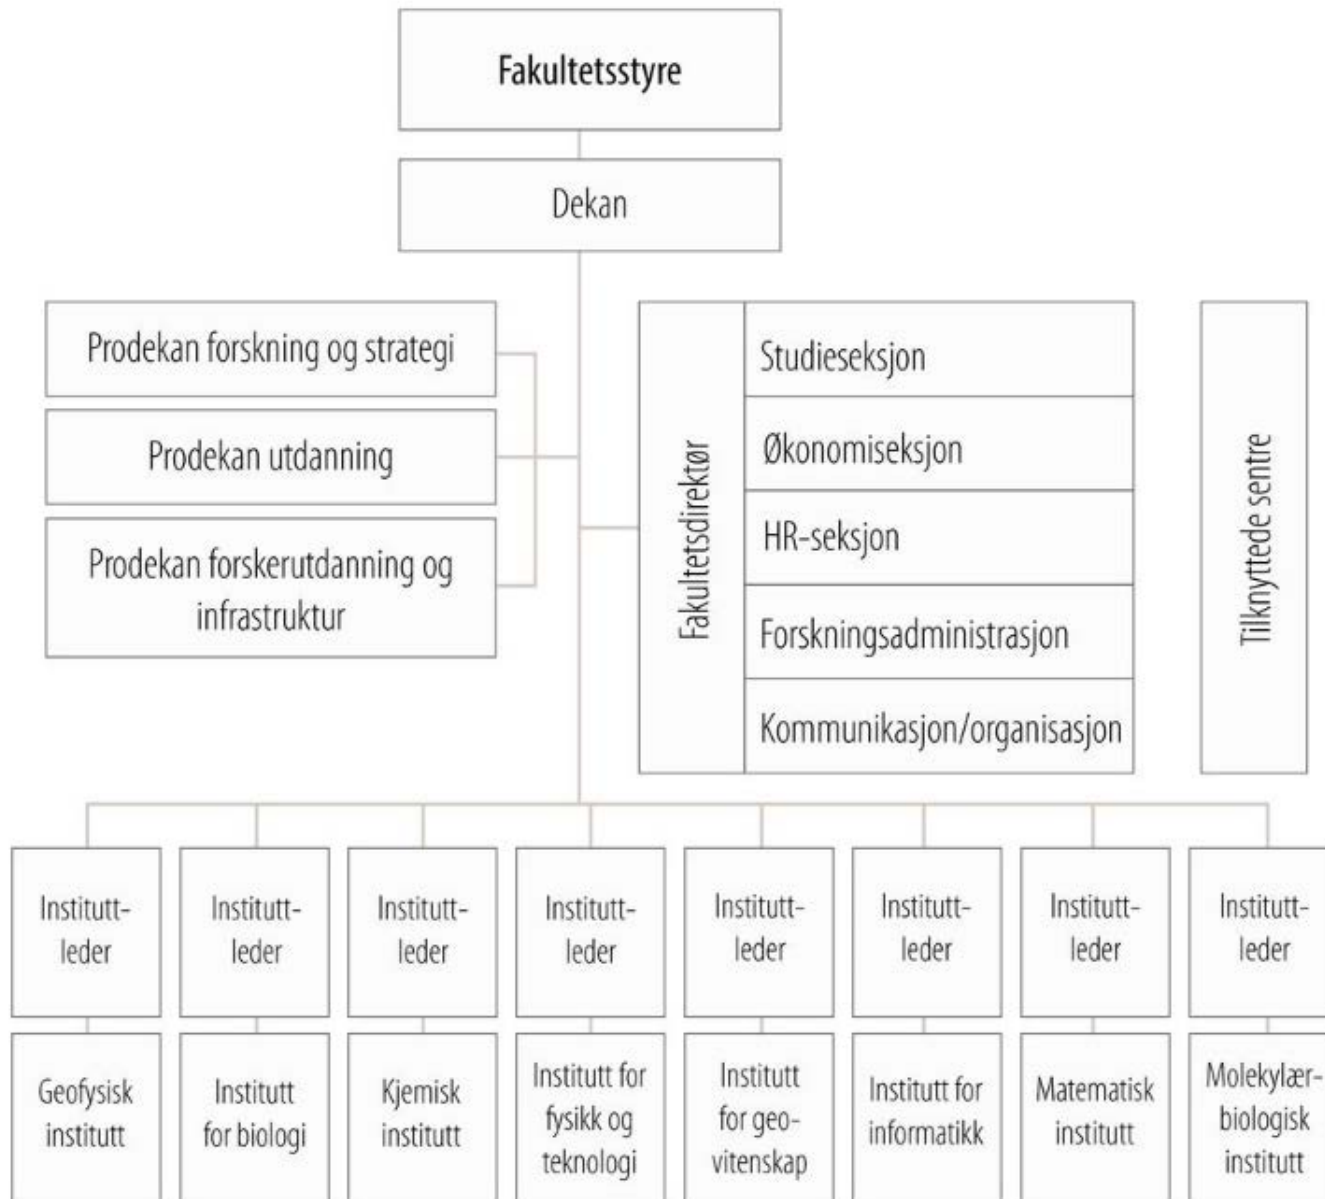 Fakultetsstyre
Dekan
Prodekan forskning og strategi
Prodekan utdanning
Prodekan forskerutdanning og
infrastruktur
Fakultetsdirektør
Studieseksjon
Økonomiseksjon
HR-seksjon
Forskningsadministrasjon
Kommunikasjon/organisasjon
Tilknyttede sentre
Institutt-
leder
Institutt-
leder
Institutt-
leder
Institutt-
leder
Institutt-
leder
Institutt-
leder
Institutt-
leder
Institutt-
leder
Geofysisk
institutt
Institutt
for biologi
Kjemisk
institutt
Institutt for
fysikk og
teknologi
Institutt
for geo-
vitenskap
Institutt for
informatikk
Matematisk
institutt
Molekylær-
biologisk
institutt